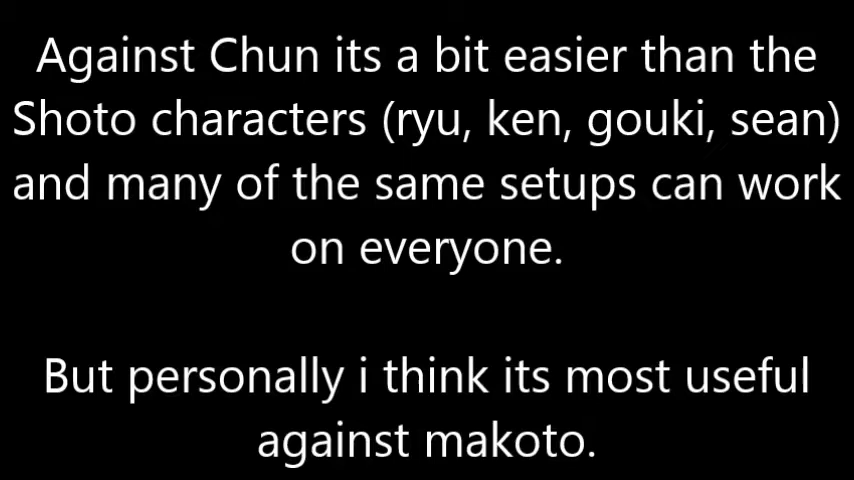 Against Chun its a bit easier than the
Shoto characters (ryu, ken, gouki, sean)
and many of the same setups can work
on everyone.
But personally i think its most useful
against makoto.